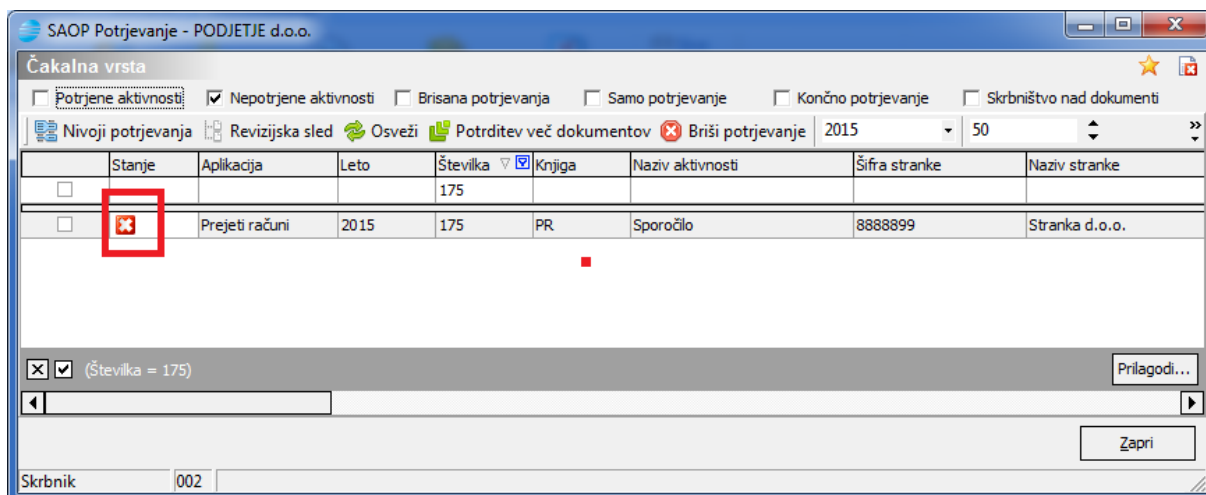 SAOP Potrjevanje - PODJETJE d.o.o.
Čakalna vrsta
Potrjene aktivnosti Nepotrjene aktivnosti Brisana potrjevanja Samo potrjevanje Končno potrjevanje Skrbništvo nad dokumenti
Nivoji potrjevanja Revizijska sled Osveži Potrditev več dokumentov Briši potrjevanje 2015 50 »
Stanje Aplikacija Leto Številka Knjiga Naziv aktivnosti Šifra stranke Naziv stranke
175
Prejeti računi 2015 175 PR Sporočilo 8888899 Stranka d.o.o.
(Številka = 175) Prilagodi...
Zapri
Skrbnik 002